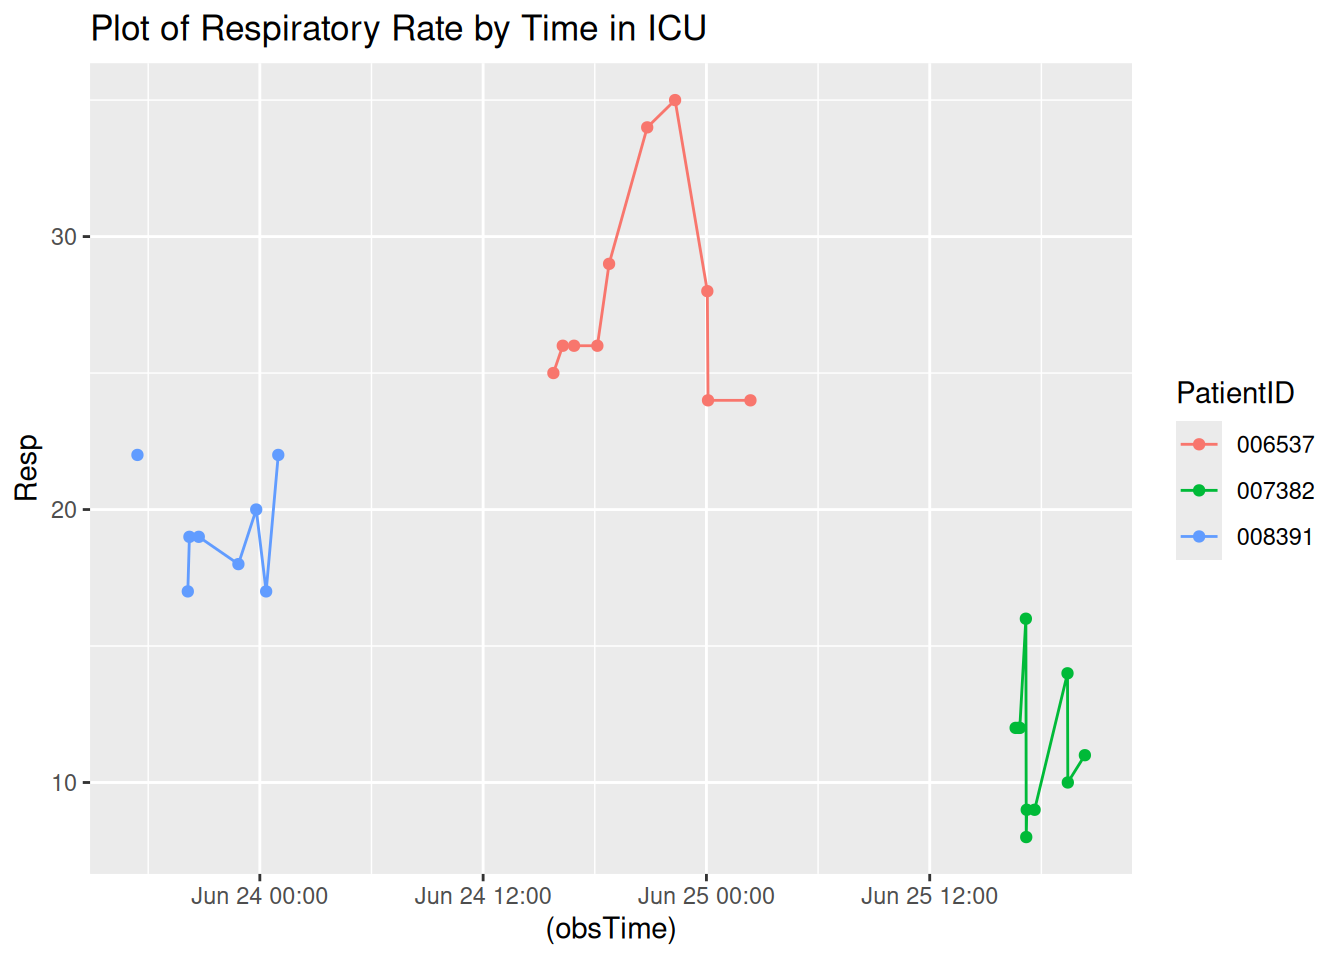 Plot of Respiratory Rate by Time in ICU
Resp
30
20
10
Jun 24 00:00 Jun 24 12:00 Jun 25 00:00 Jun 25 12:00
(obsTime)
PatientID
006537
007382
008391